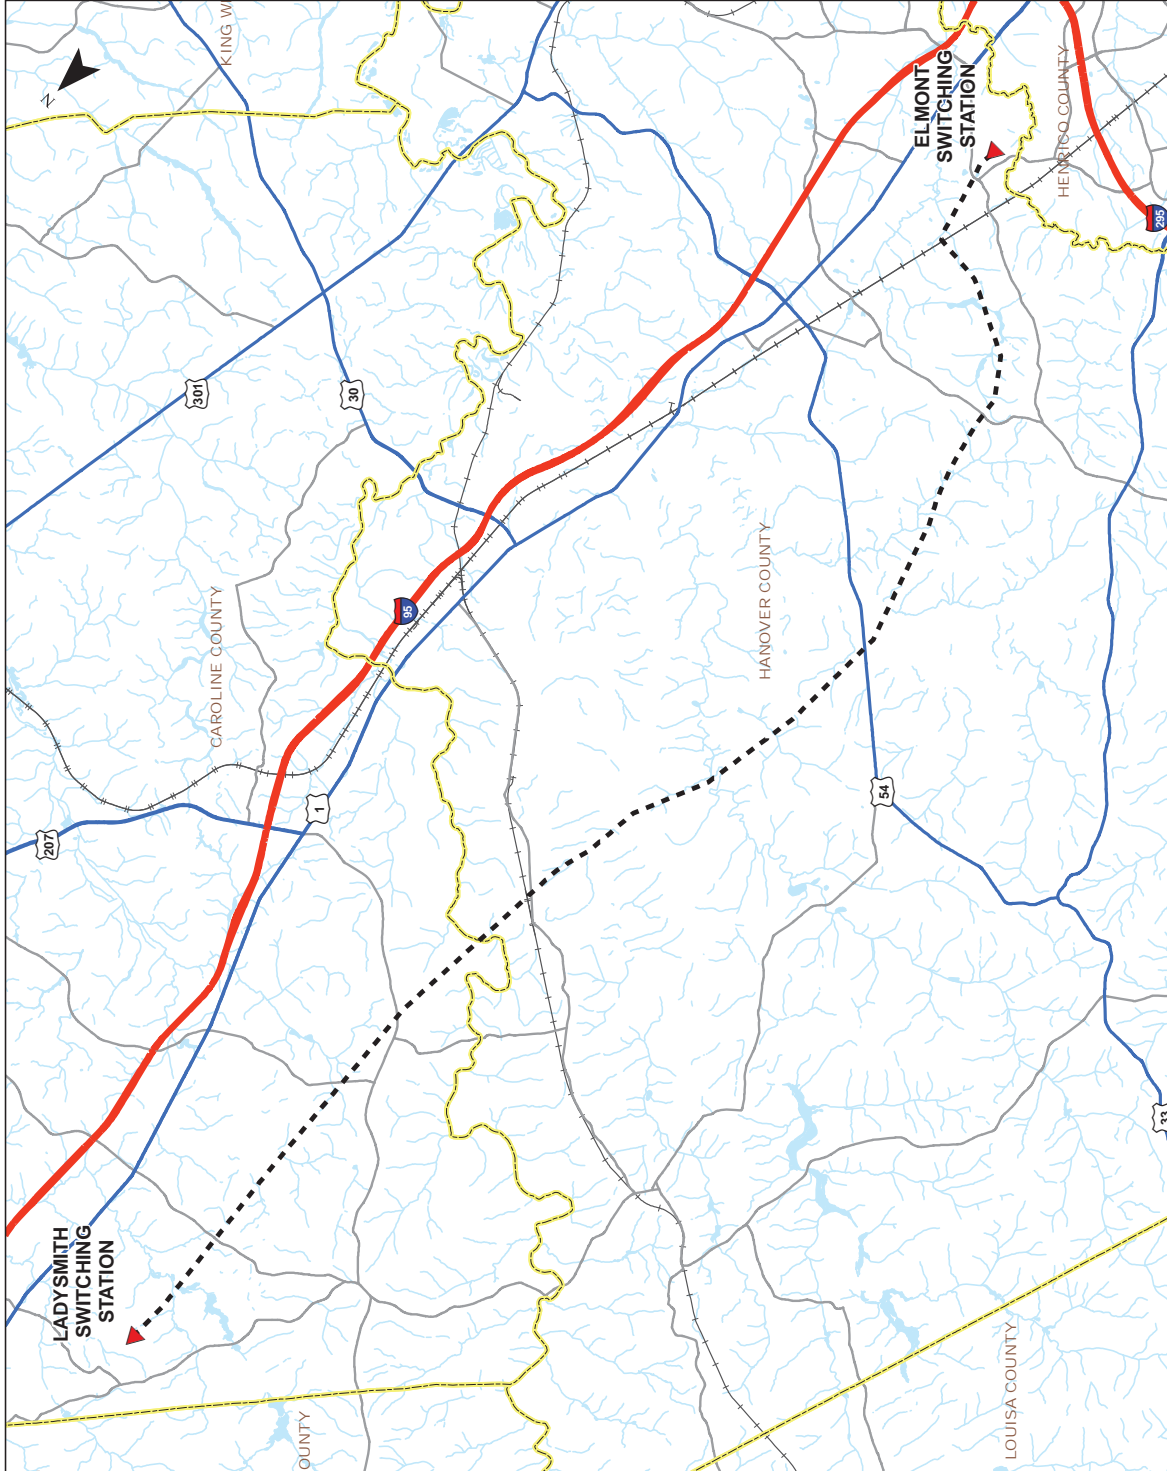 LADYSMITH
SWITCHING
STATION
ELMONT
SWITCHING
STATION
CAROLINE COUNTY
HANOVER COUNTY
HENRICO COUNTY
LOUISA COUNTY
OUNTY
KING W
N
207
301
30
95
1
54
295
33